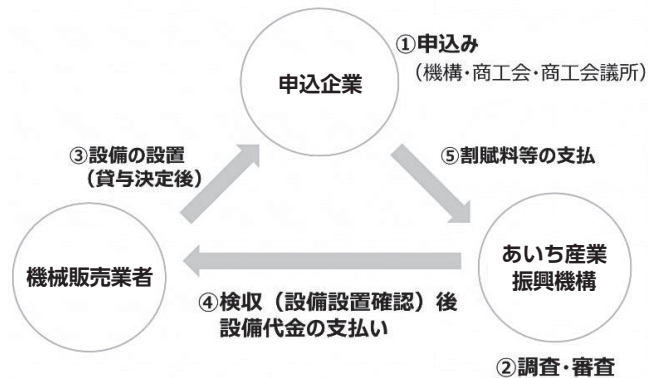 ①申込み
（機構・商工会・商工会議所）
申込企業
③設備の設置
（貸与決定後）
⑤割賦料等の支払
機械販売業者
あいち産業
振興機構
④検収（設備設置確認）後
設備代金の支払い
②調査・審査